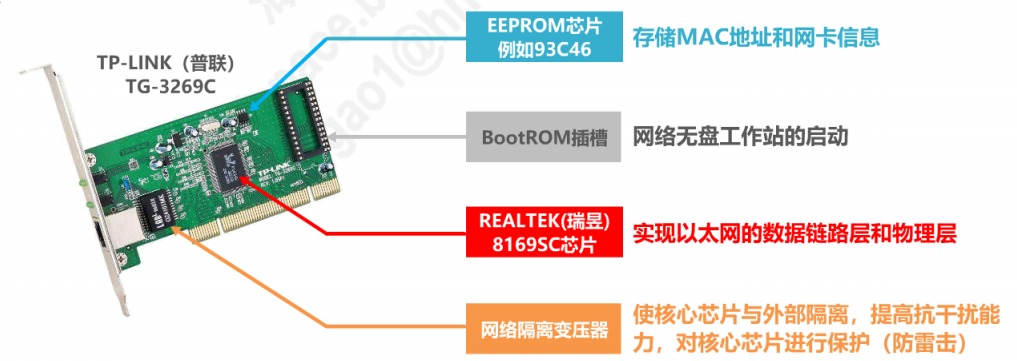 TP-LINK（普联）
TG-3269C
EEPROM芯片
例如93C46
存储MAC地址和网卡信息
BootROM插槽
网络无盘工作站的启动
REALTEK(瑞昱)
8169SC芯片
实现以太网的数据链路层和物理层
网络隔离变压器
使核心芯片与外部隔离，提高抗干扰能
力，对核心芯片进行保护（防雷击）
TP-LINK